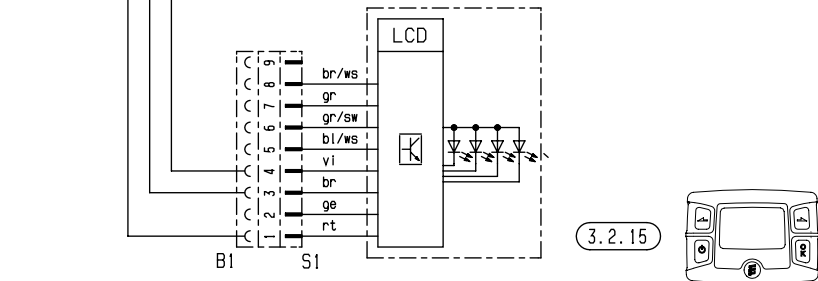 LCD
9
8 br/ws
7 gr
6 gr/sw
5 bl/ws
4 vi
3 br
2 ge
1 rt
B1 S1
3.2.15
OK